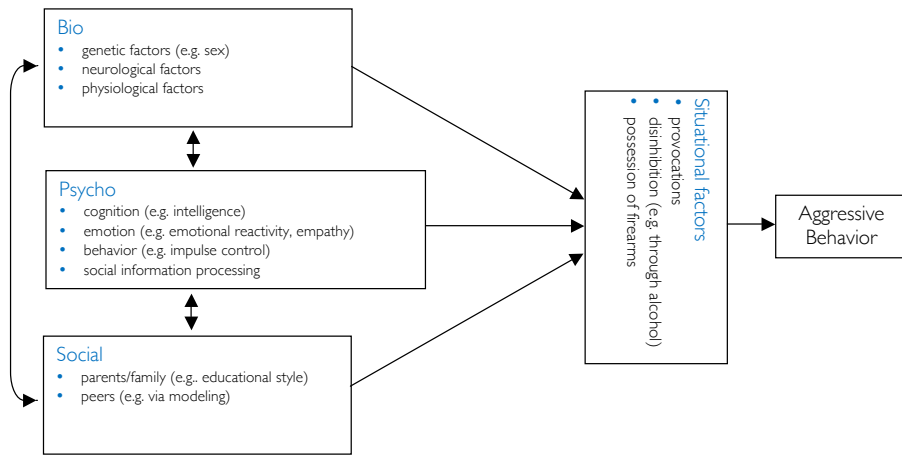 Bio
• genetic factors (e.g. sex)
• neurological factors
• physiological factors
Psycho
• cognition (e.g. intelligence)
• emotion (e.g. emotional reactivity, empathy)
• behavior (e.g. impulse control)
• social information processing
Social
• parents/family (e.g.. educational style)
• peers (e.g. via modeling)
Situational factors
• provocations
• disinhibition (e.g. through alcohol)
• possession of firearms
Aggressive
Behavior